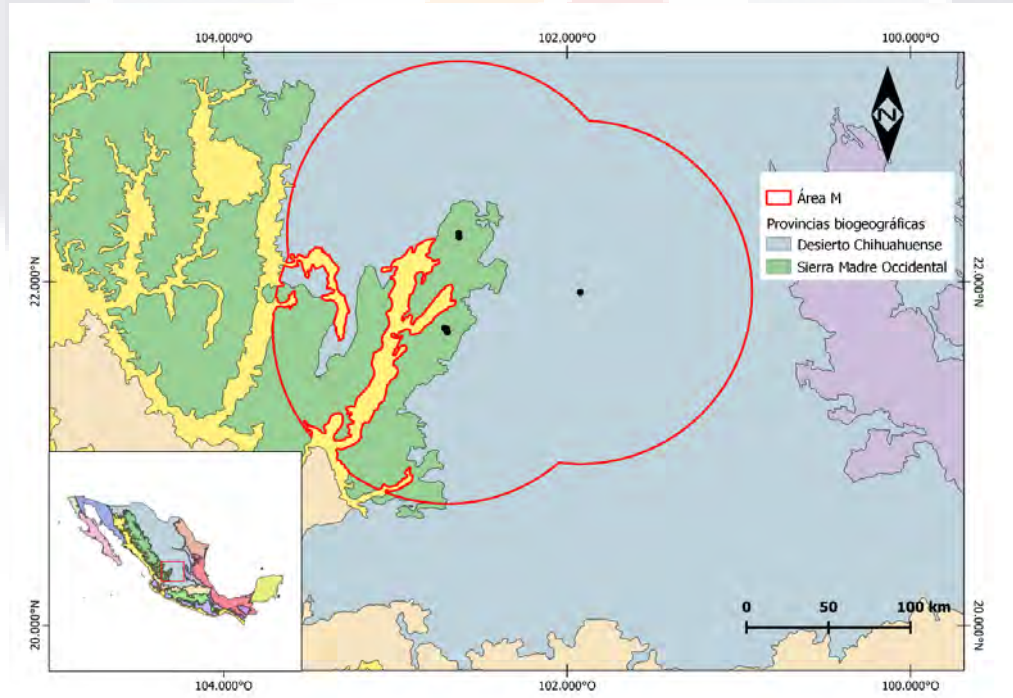 104.000°O 102.000°O 100.000°O
N
Área M
Provincias biogeográficas
Desierto Chihuahuense
Sierra Madre Occidental
22.000°N 22.000°N
0 50 100 km
20.000°N 20.000°N
104.000°O 102.000°O 100.000°O